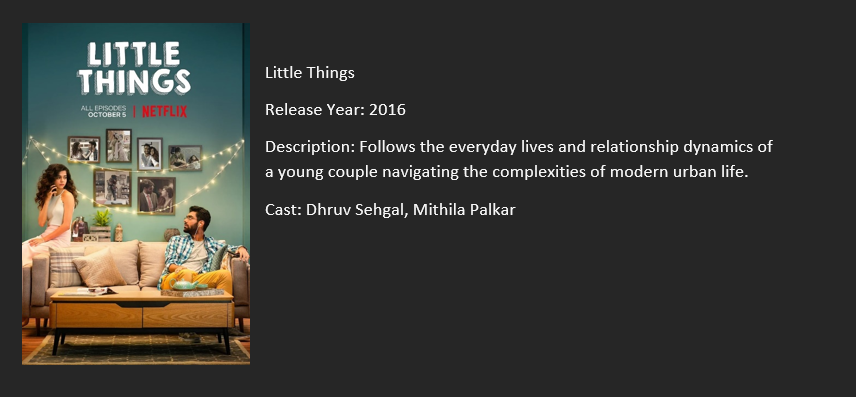 LITTLE
THINGS
ALL EPISODES
OCTOBER 5
NETFLIX
Little Things
Release Year: 2016
Description: Follows the everyday lives and relationship dynamics of
a young couple navigating the complexities of modern urban life.
Cast: Dhruv Sehgal, Mithila Palkar